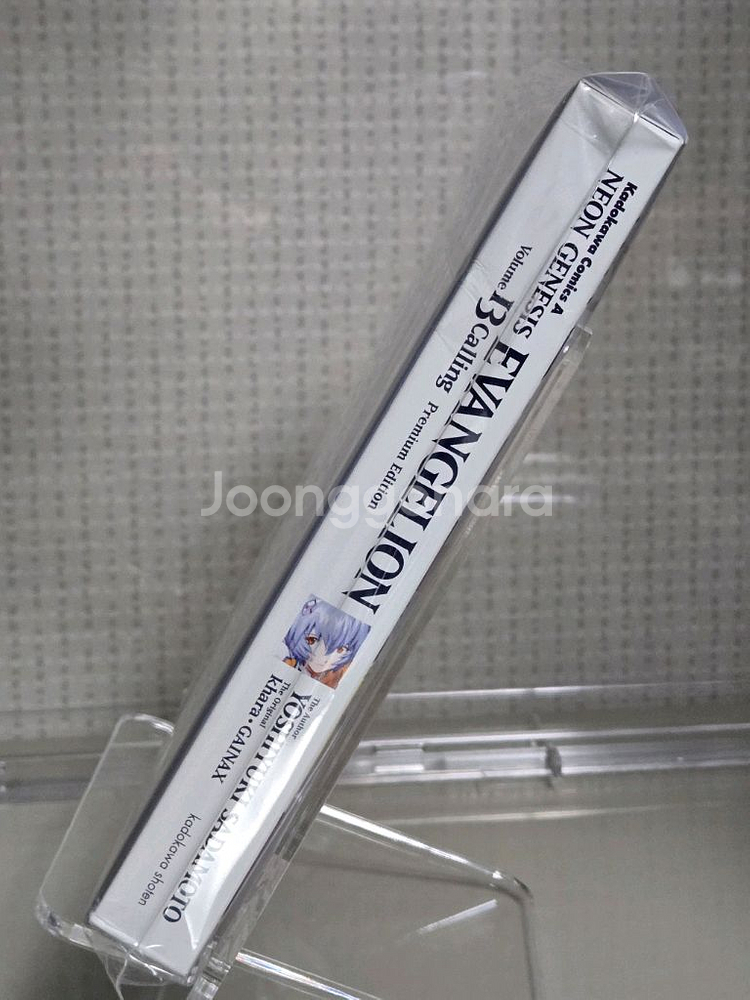 Kadokawa Comics A
NEON GENESIS EVANGELION
Volume 13 Calling Premium Edition
The Author
YOSHIYUKI SADAMOTO
The Original
khara・GAINAX
kadokawa shoten
Joonggonara